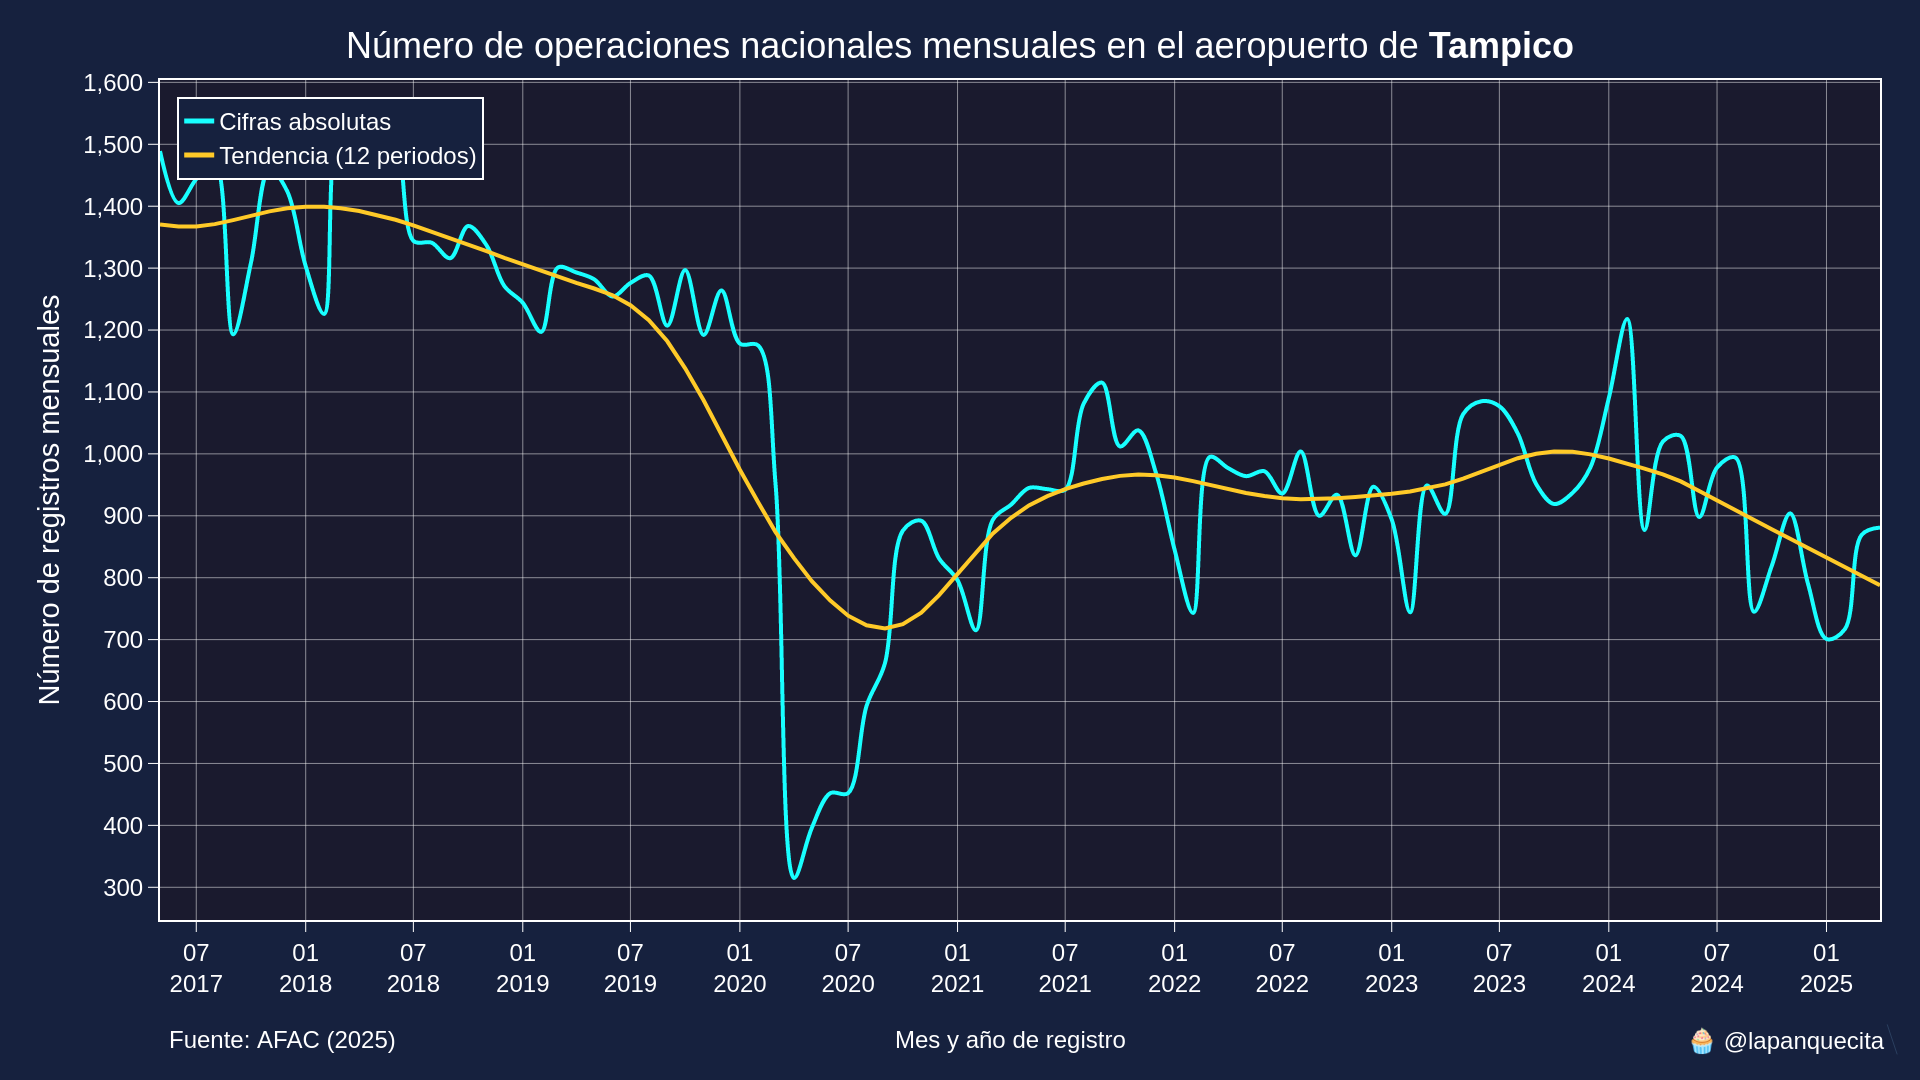 Número de operaciones nacionales mensuales en el aeropuerto de Tampico
Número de registros mensuales
1,600
1,500
1,400
1,300
1,200
1,100
1,000
900
800
700
600
500
400
300
Cifras absolutas
Tendencia (12 periodos)
07 01 07 01 07 01 07 01 07 01 07 01 07 01 07 01
2017 2018 2018 2019 2019 2020 2020 2021 2021 2022 2022 2023 2023 2024 2024 2025
Fuente: AFAC (2025)
Mes y año de registro
🧁 @lapanquecita